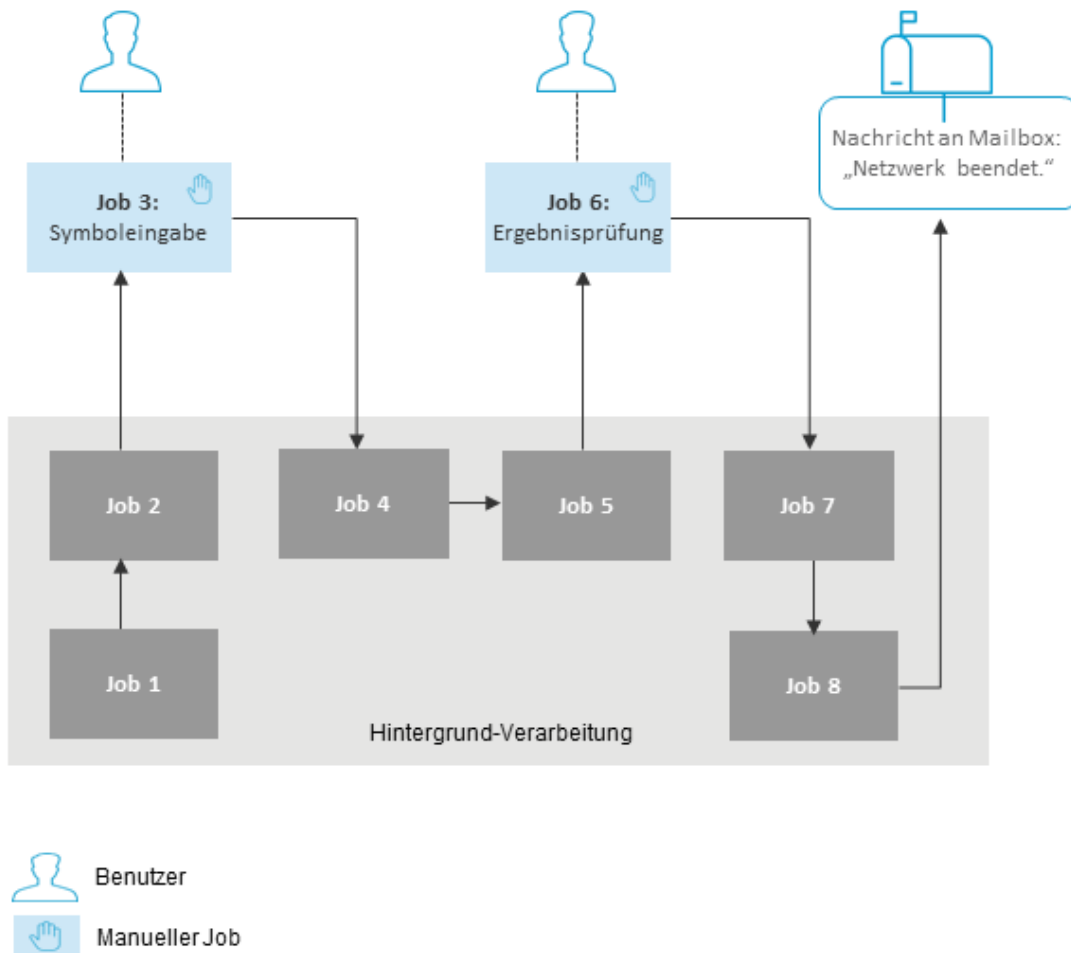 Nachricht an Mailbox:
„Netzwerk beendet.“
Job 3:
Symboleingabe
Job 6:
Ergebnisprüfung
Job 2
Job 4
Job 5
Job 7
Job 1
Job 8
Hintergrund-Verarbeitung
Benutzer
Manueller Job